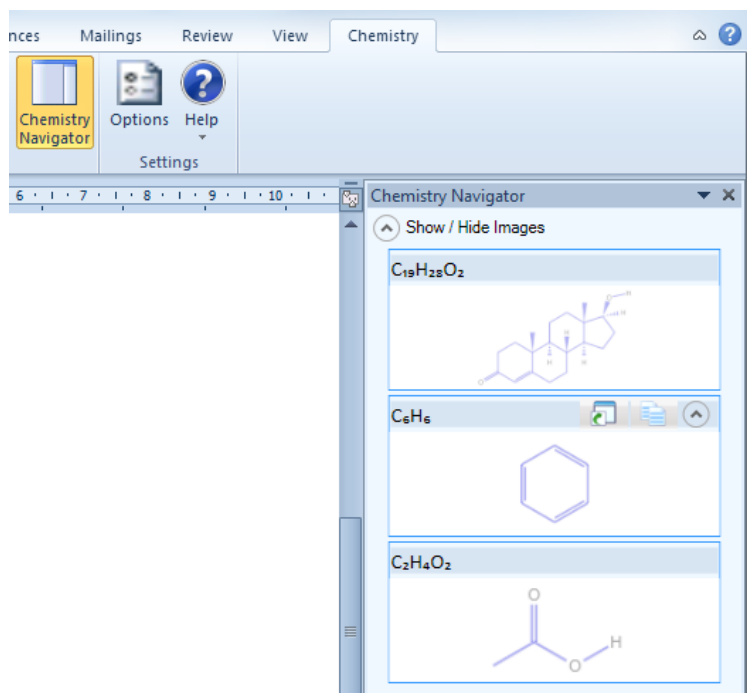 nces Mailings Review View Chemistry
Chemistry Navigator Options Help
Settings
6 7 8 9 10
Chemistry Navigator
Show / Hide Images
C₁₉H₂₈O₂
O H
H H
H H
O
C₆H₆
C₂H₄O₂
O
H
O